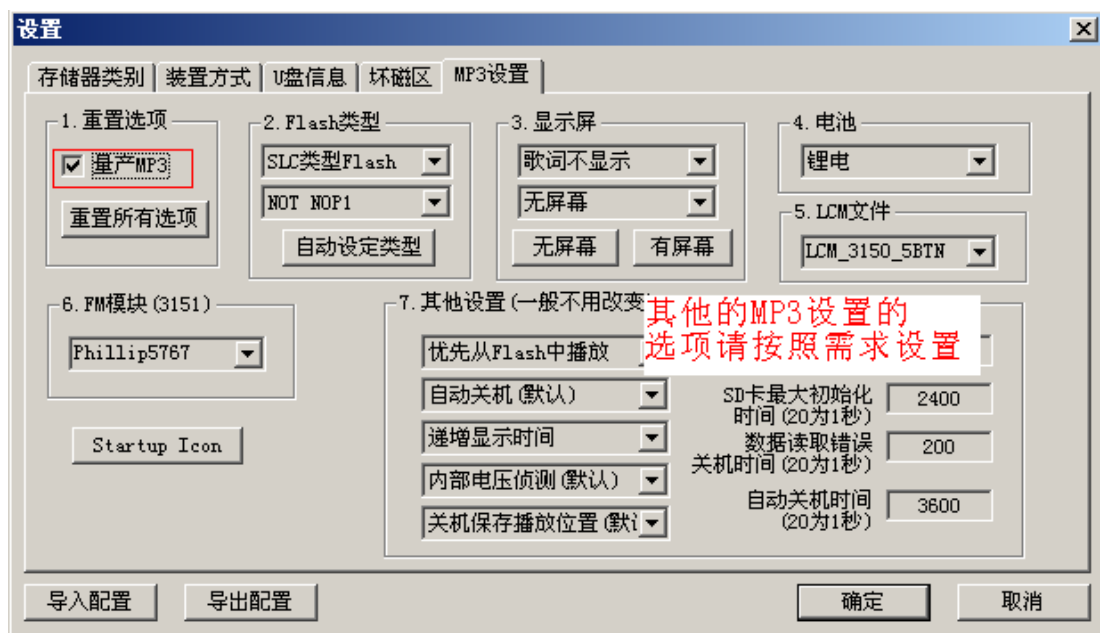 设置
存储器类别
装置方式
U盘信息
坏磁区
MP3设置
1.重置选项
量产MP3
重置所有选项
2.Flash类型
SLC类型Flash
NOT NOP1
自动设定类型
3.显示屏
歌词不显示
无屏幕
无屏幕
有屏幕
4.电池
锂电
5.LCM文件
LCM_3150_5BTN
6.FM模块(3151)
Phillip5767
Startup Icon
7.其他设置(一般不用改变)
其他的MP3设置的
选项请按照需求设置
优先从Flash中播放
自动关机(默认)
递增显示时间
内部电压侦测(默认)
关机保存播放位置(默认
SD卡最大初始化
时间(20为1秒)
2400
数据读取错误
关机时间(20为1秒)
200
自动关机时间
(20为1秒)
3600
导入配置
导出配置
确定
取消